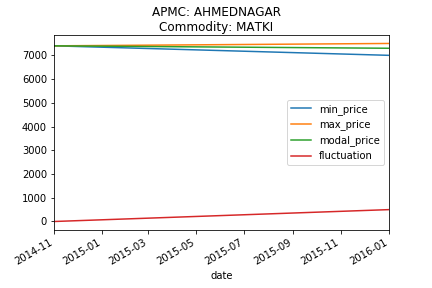 APMC: AHMEDNAGAR
Commodity: MATKI
7000
6000
5000
4000
3000
2000
1000
0
min_price
max_price
modal_price
fluctuation
2014-11
2015-01
2015-03
2015-05
2015-07
2015-09
2015-11
2016-01
date